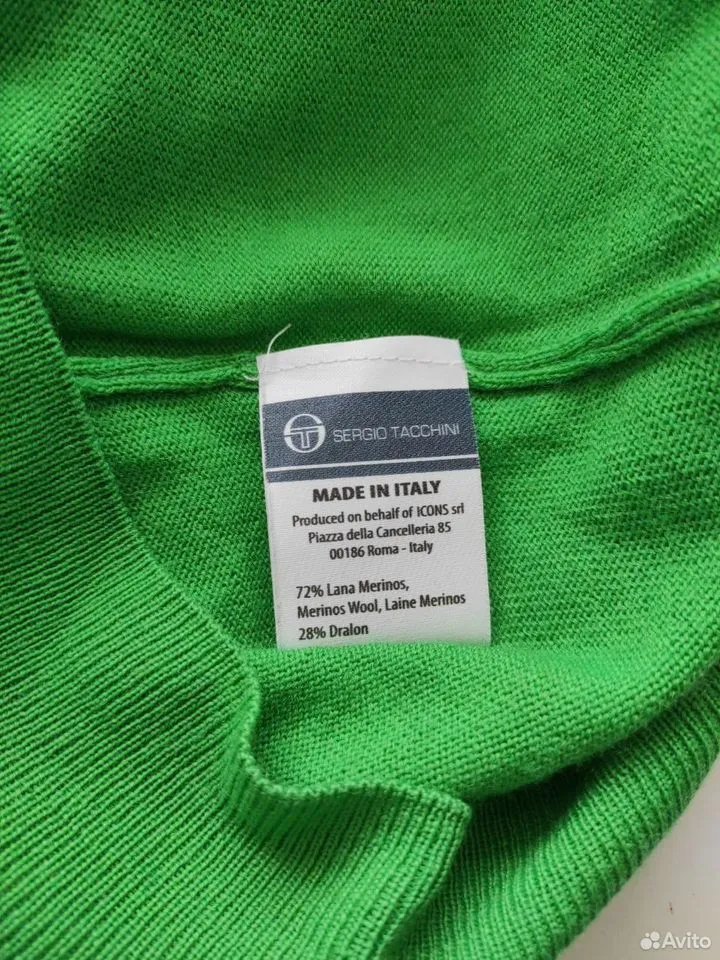 SERGIO TACCHINI
MADE IN ITALY
Produced on behalf of ICONS srl
Piazza della Cancelleria 85
00186 Roma - Italy
72% Lana Merinos,
Merinos Wool, Laine Merinos
28% Dralon
Avito